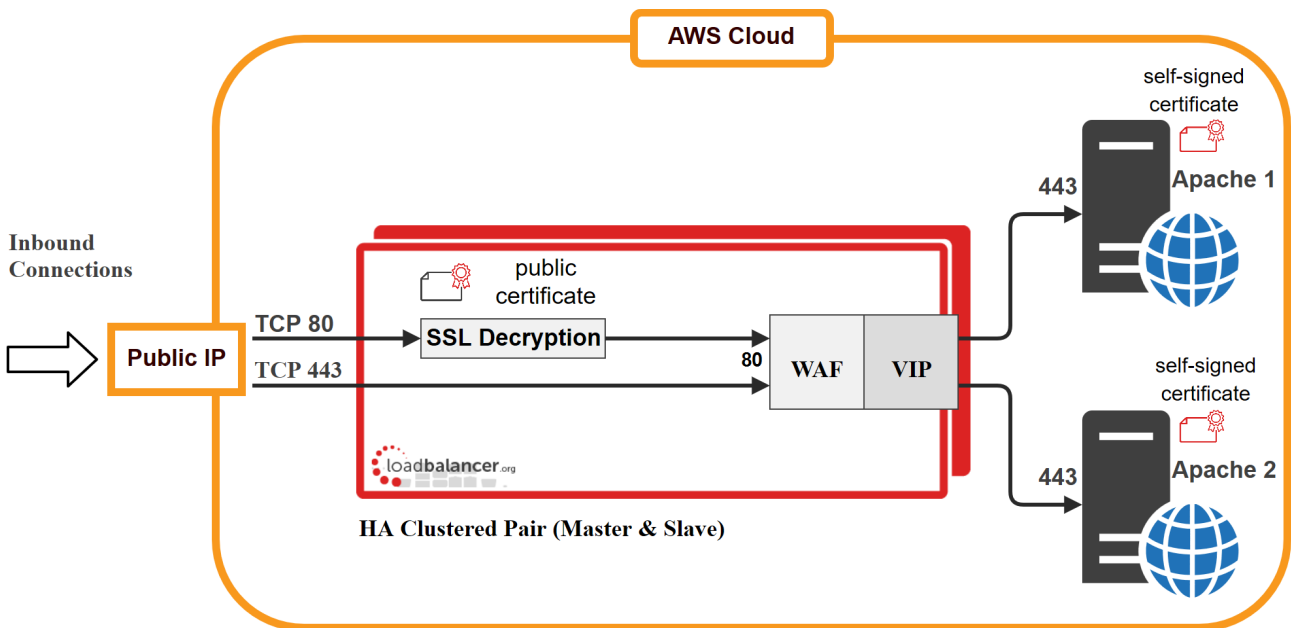 AWS Cloud
self-signed
certificate
443
Apache 1
Inbound
Connections
public
certificate
TCP 80
SSL Decryption
Public IP
TCP 443
80
WAF
VIP
self-signed
certificate
443
Apache 2
loadbalancer.org
HA Clustered Pair (Master & Slave)